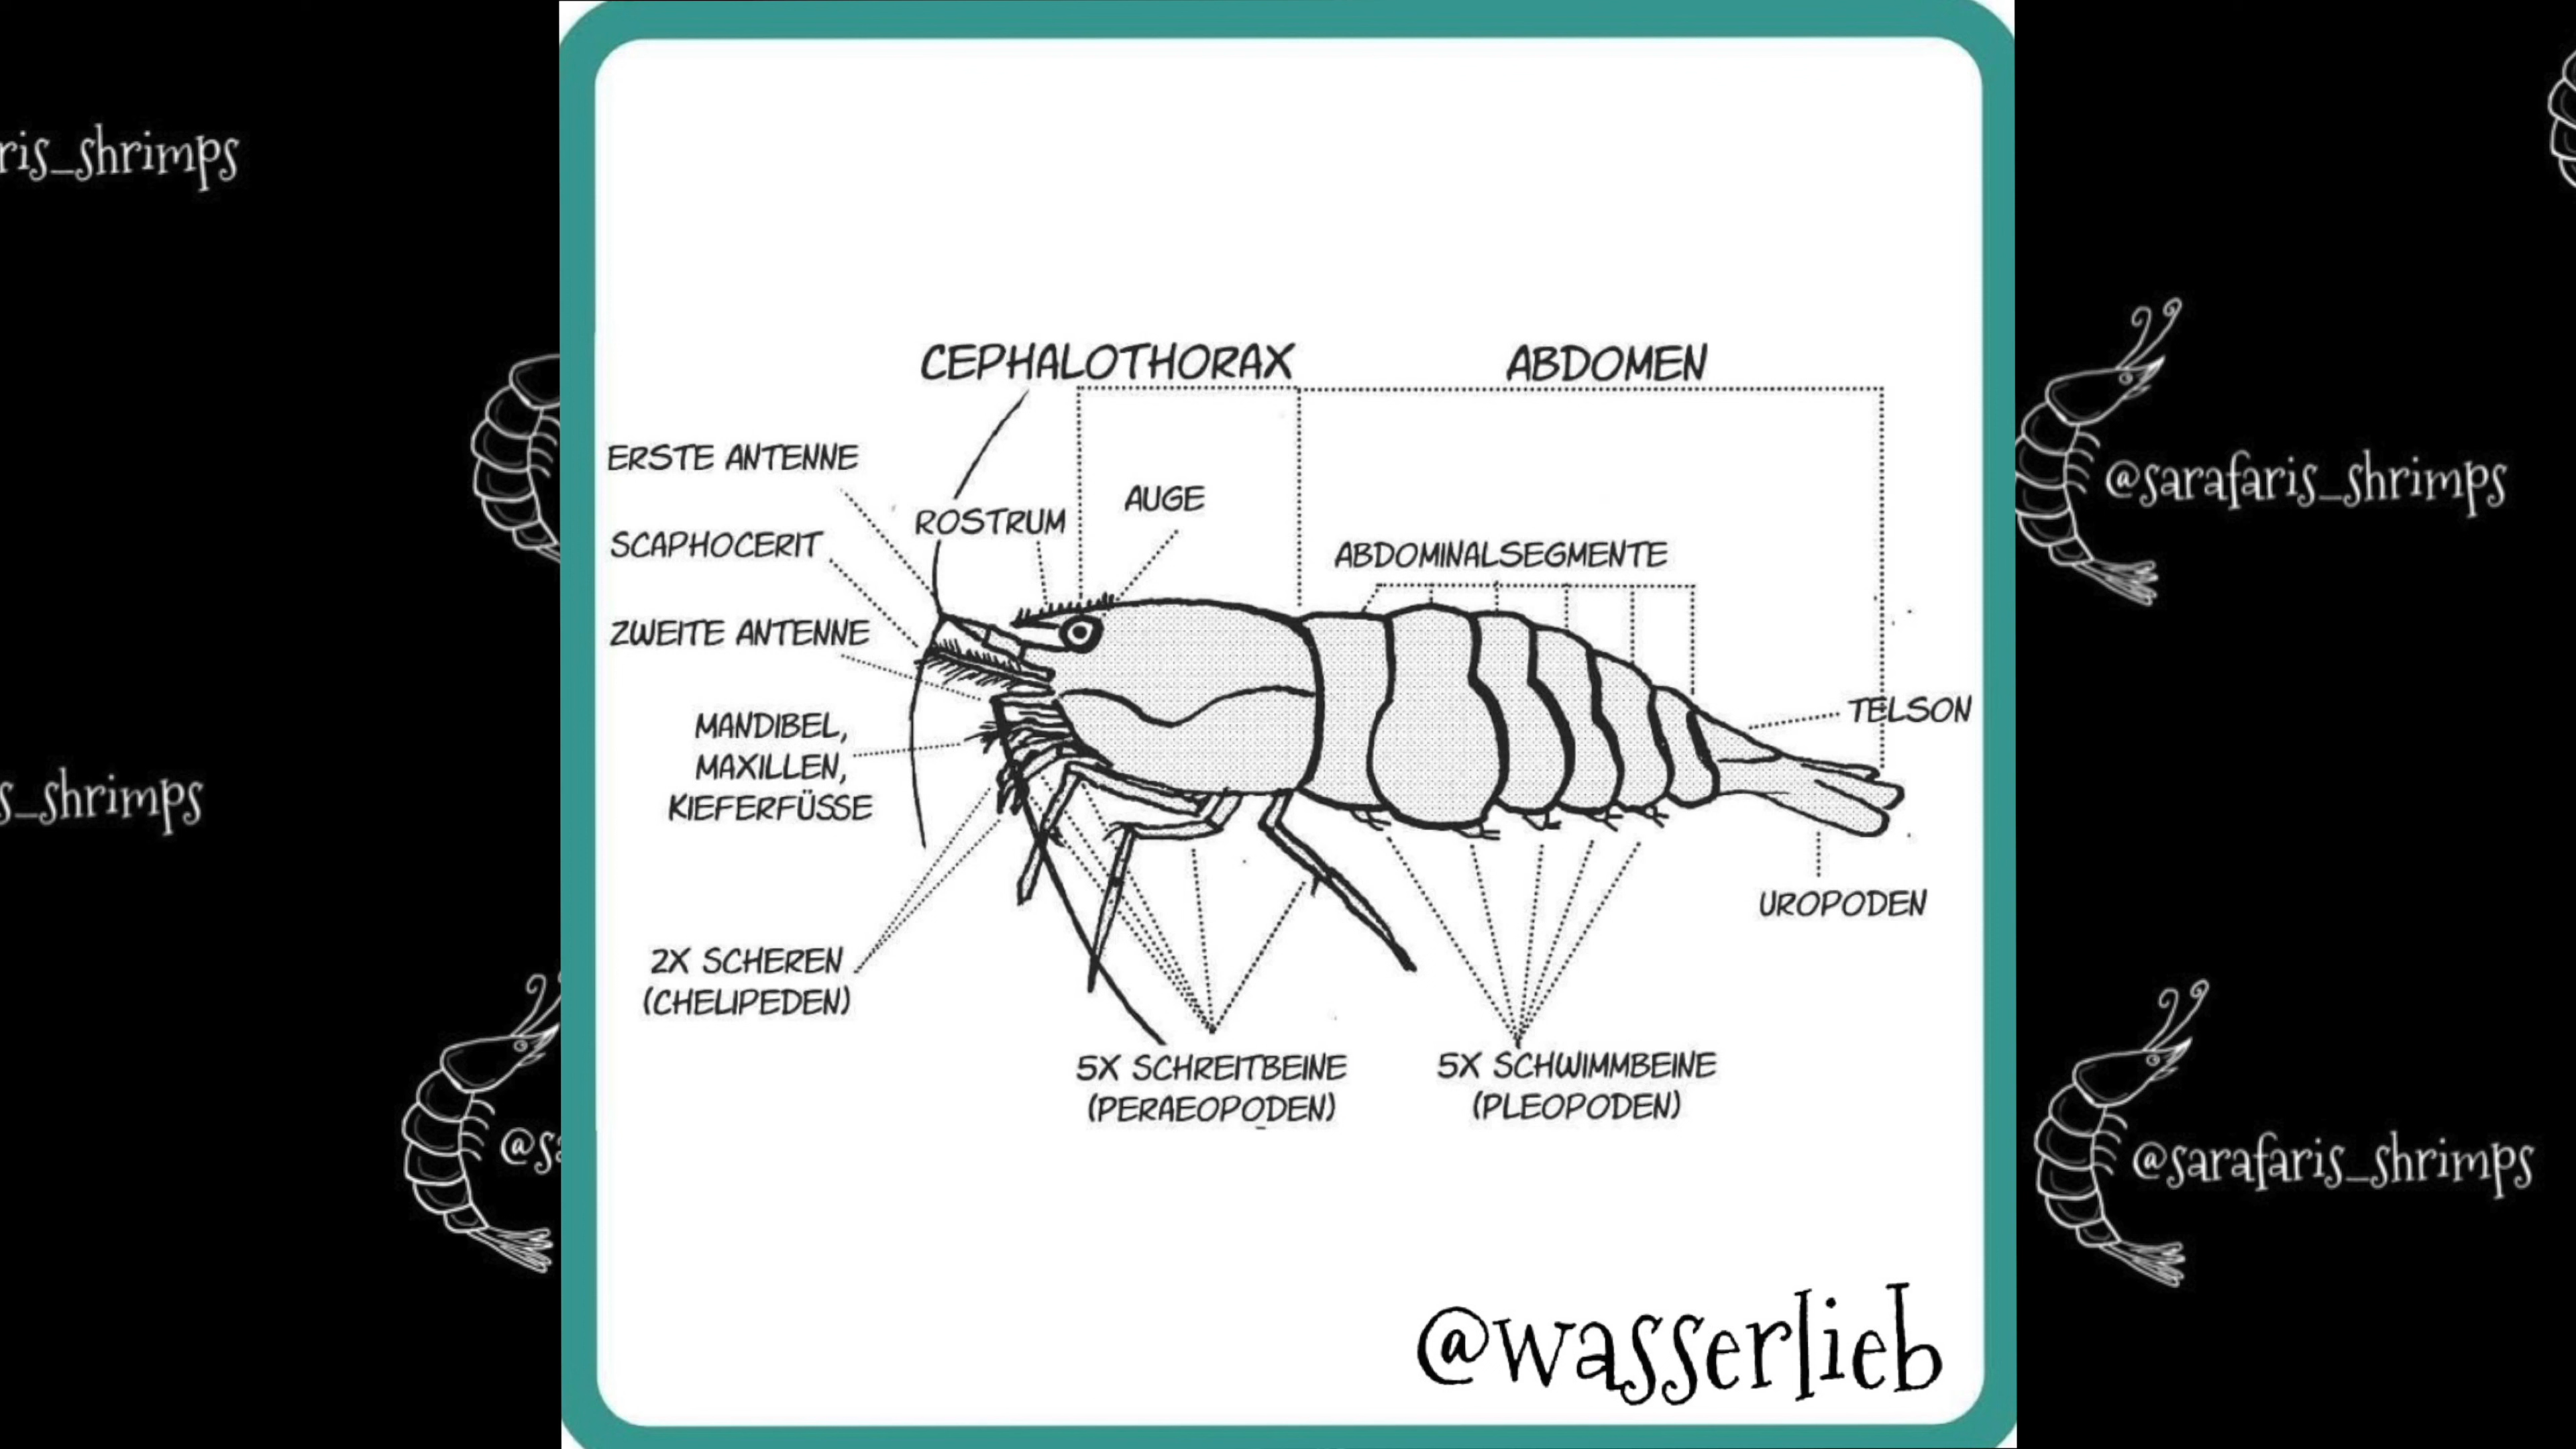 ris_shrimps
@sarafaris_shrimps
s_shrimps
@sa
@sarafaris_shrimps
CEPHALOTHORAX
ABDOMEN
ERSTE ANTENNE
ROSTRUM
AUGE
SCAPHOCERIT
ABDOMINALSEGMENTE
ZWEITE ANTENNE
MANDIBEL,
MAXILLEN,
KIEFERFÜSSE
TELSON
UROPODEN
2X SCHEREN
(CHELIPEDEN)
5X SCHREITBEINE
(PERAEOPODEN)
5X SCHWIMMBEINE
(PLEOPODEN)
@wasserlieb